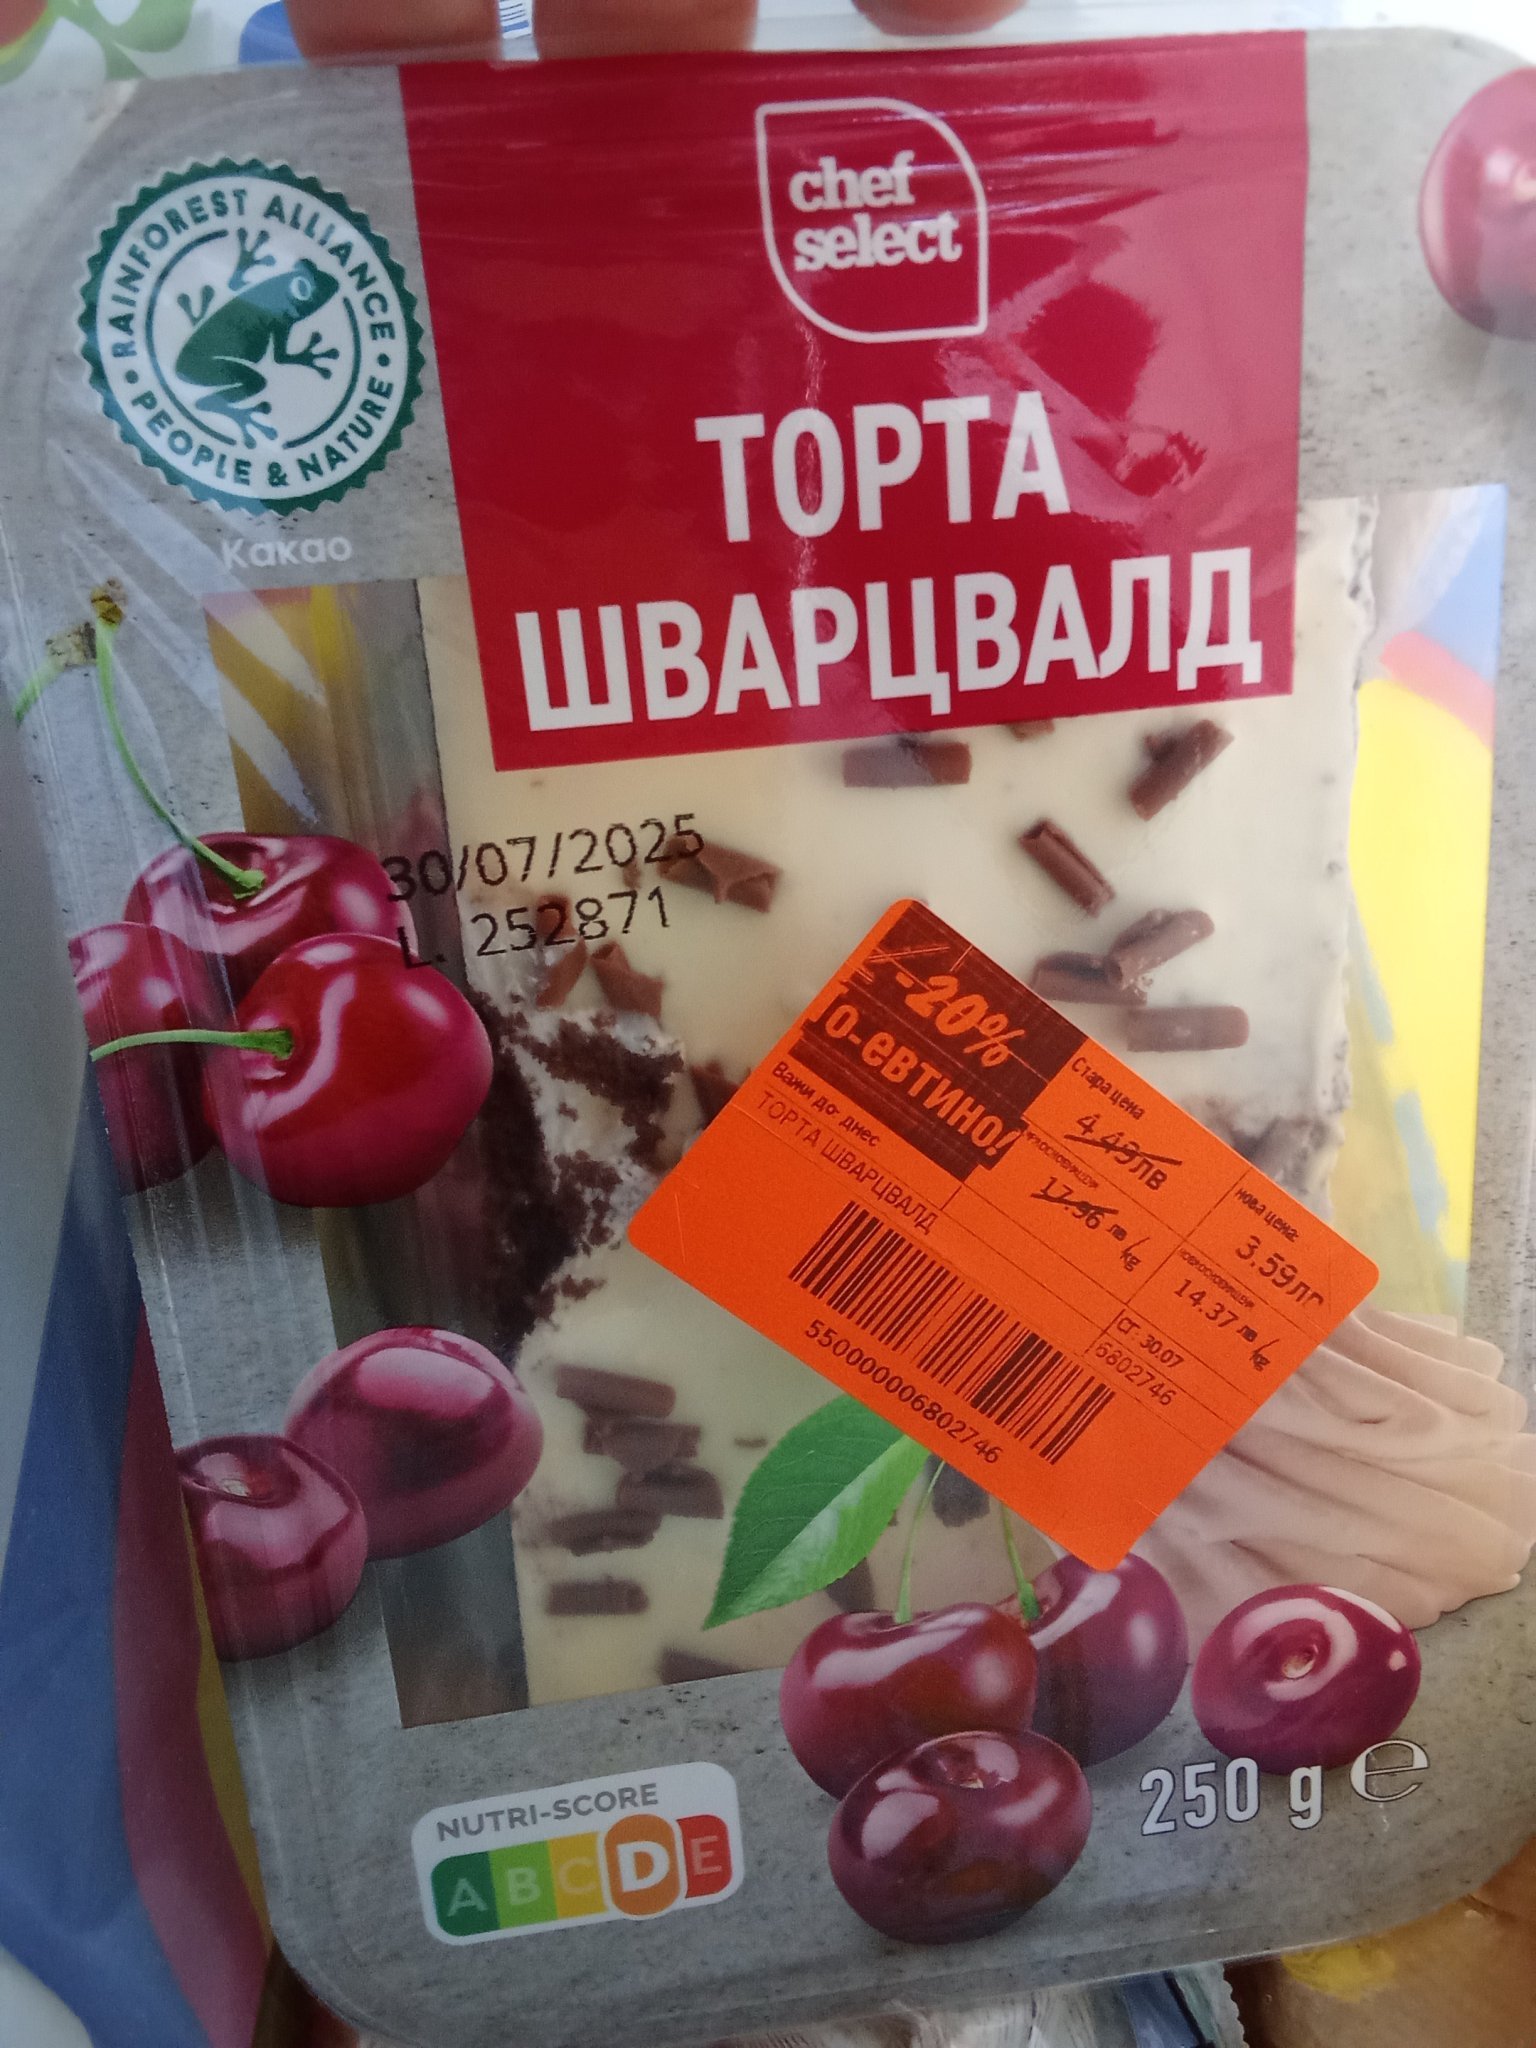 chef
select
RAINFOREST ALLIANCE
PEOPLE & NATURE
Какао
ТОРТА
ШВАРЦВАЛД
30/07/2025
L. 252871
-20%
по-евтино!
Важи до: днес
ТОРТА ШВАРЦВАЛД
Стара цена
4.49лв
17.96 лв/kg
нова цена:
3.59лв
14.37 лв/kg
СГ: 30.07
6802746
5500000006802746
NUTRI-SCORE
A B C D E
250 g e